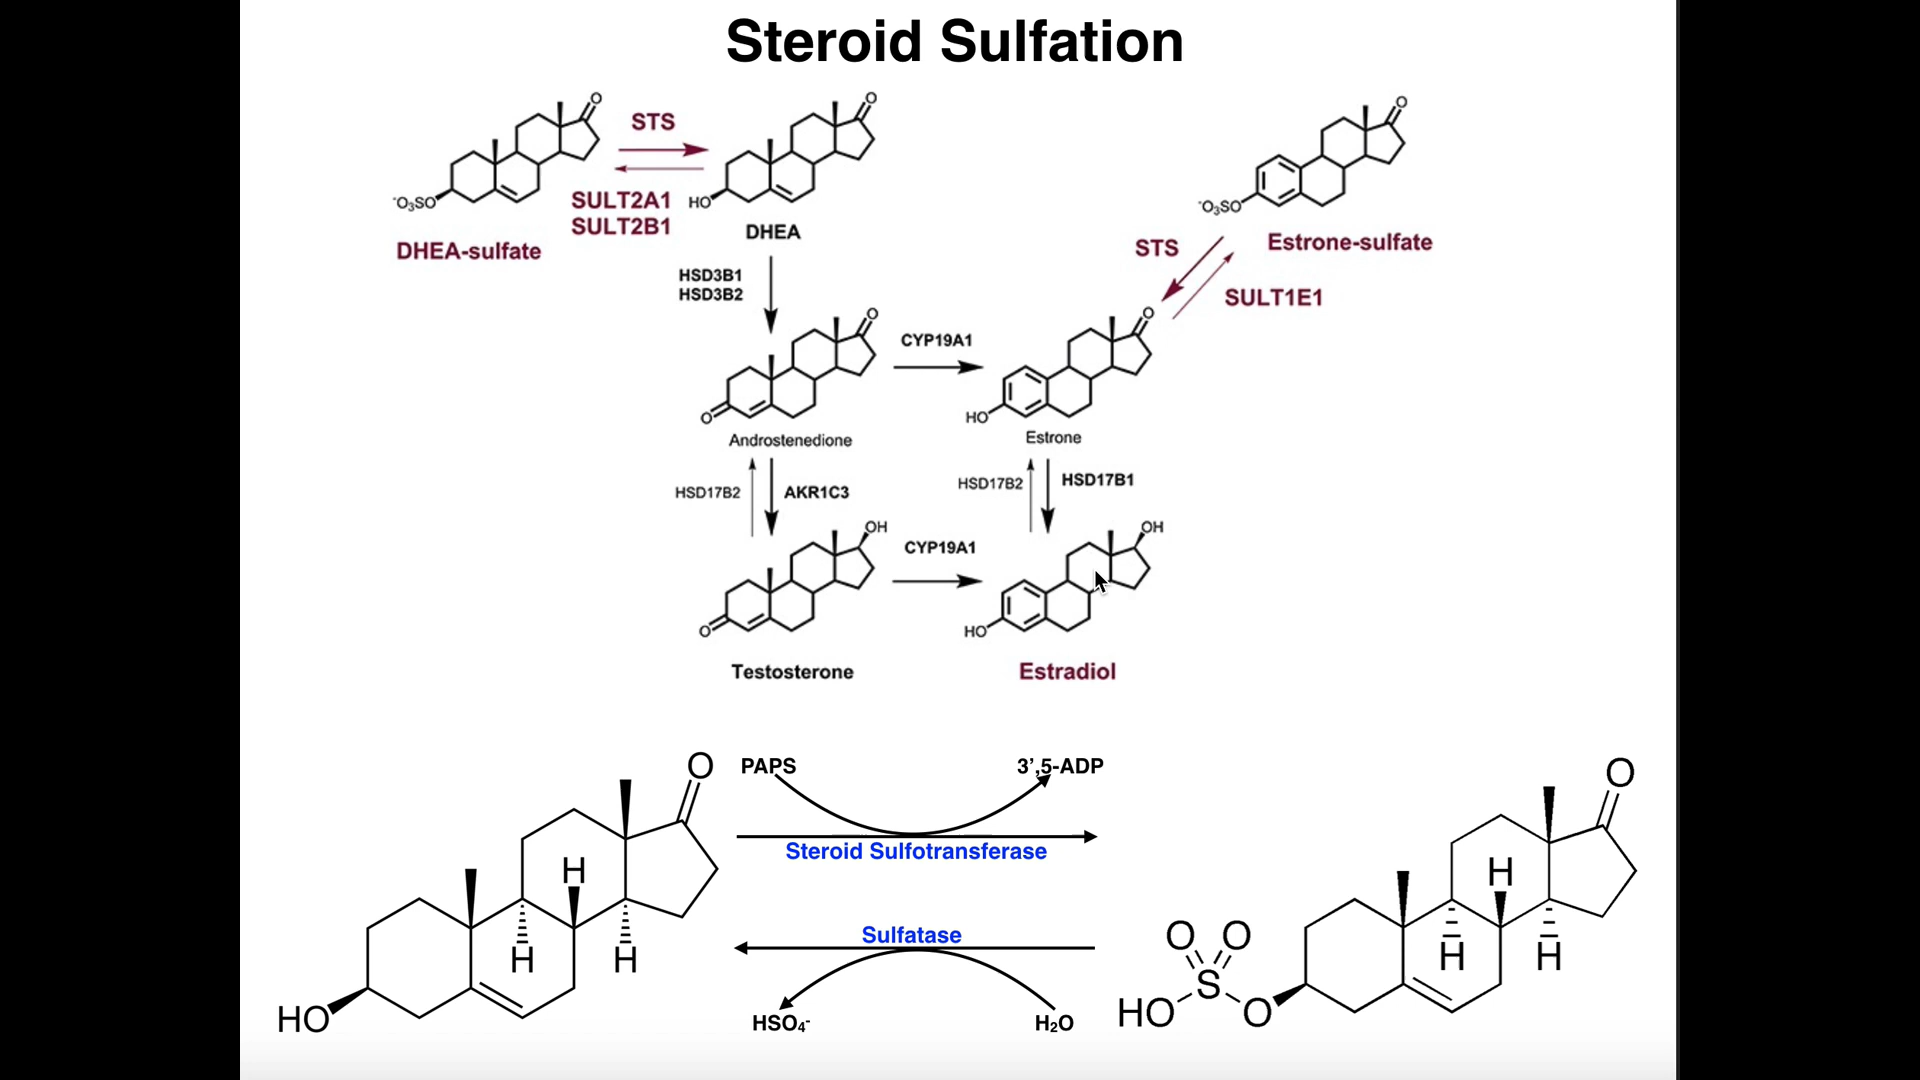 Steroid Sulfation
O
STS
SULT2A1
SULT2B1
-O₃SO
DHEA-sulfate
O
HO
DHEA
O
-O₃SO
Estrone-sulfate
STS
SULT1E1
HSD3B1
HSD3B2
O
O
Androstenedione
CYP19A1
O
HO
Estrone
HSD17B2
AKR1C3
HSD17B2
HSD17B1
OH
O
Testosterone
CYP19A1
OH
HO
Estradiol
O
H
H
H
HO
PAPS
3’,5-ADP
Steroid Sulfotransferase
Sulfatase
HSO₄-
H₂O
O
H
H
H
O O
S
HO
O